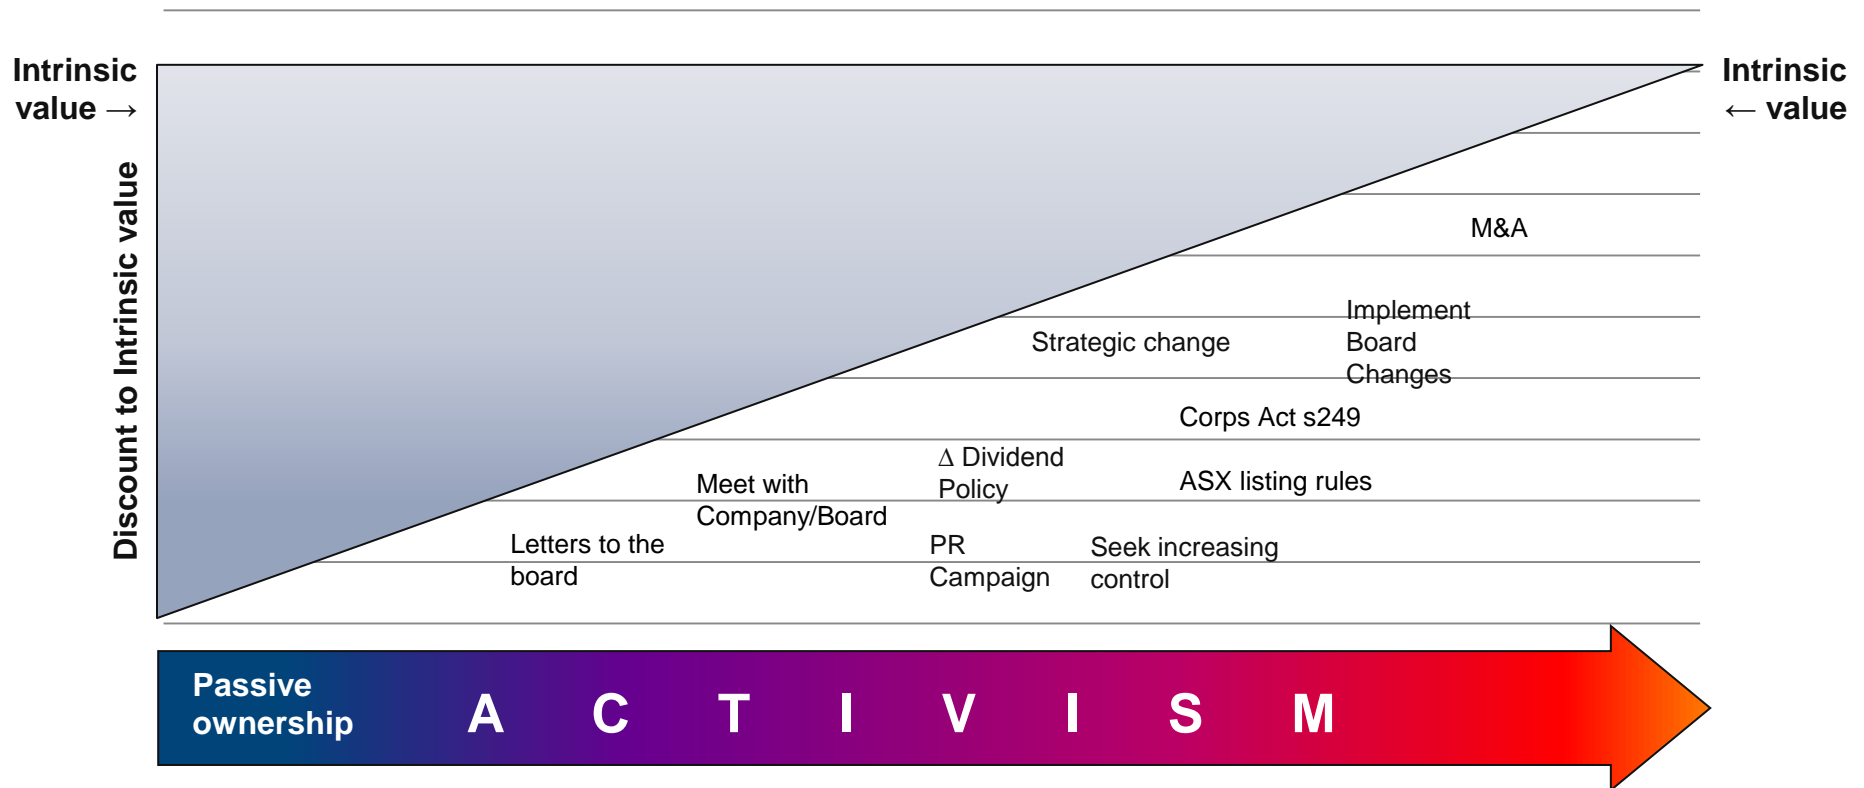 Intrinsic
value →
Intrinsic
← value
Discount to Intrinsic value
M&A
Implement
Board
Changes
Strategic change
Corps Act s249
Δ Dividend
Policy
ASX listing rules
Meet with
Company/Board
Letters to the
board
PR
Campaign
Seek increasing
control
Passive
ownership
A C T I V I S M